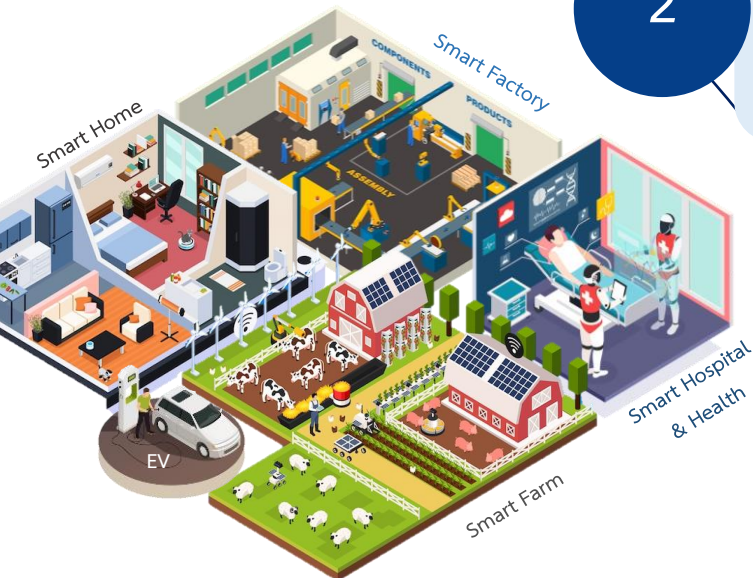 2
Smart Factory
COMPONENTS
PRODUCTS
Smart Home
ASSEMBLY
Smart Hospital
& Health
EV
Smart Farm